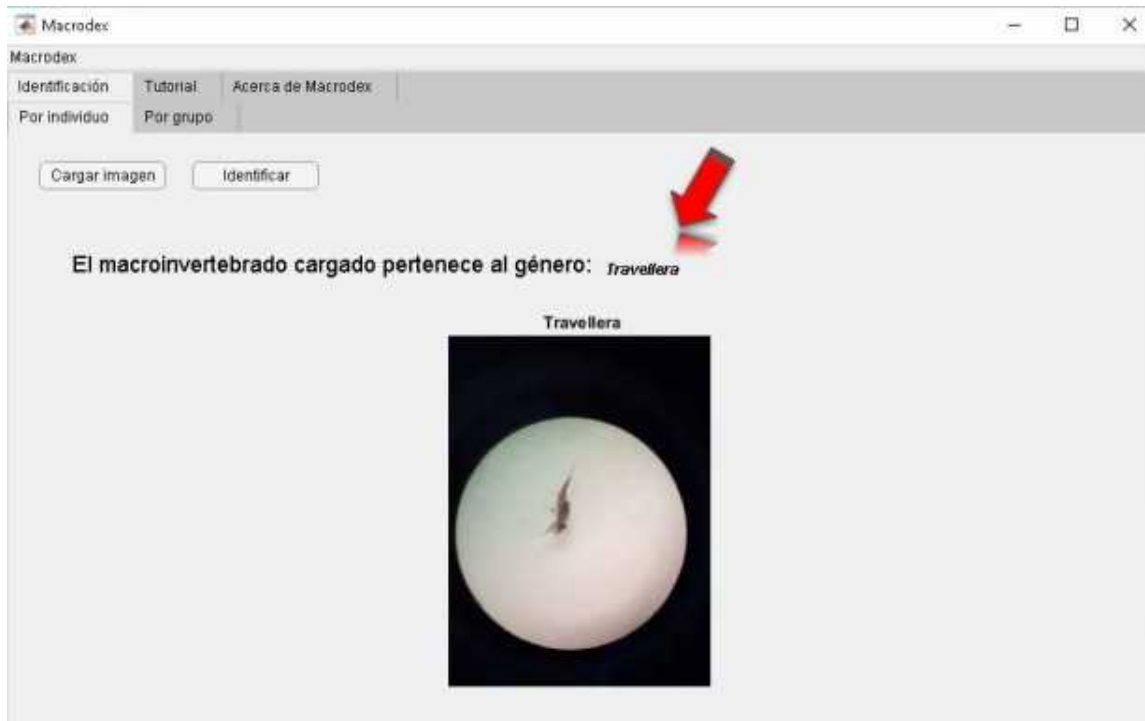 Macrodex
Macrodex
Identificación Tutorial Acerca de Macrodex
Por individuo Por grupo
Cargar imagen Identificar
El macroinvertebrado cargado pertenece al género: Travellera
Travellera